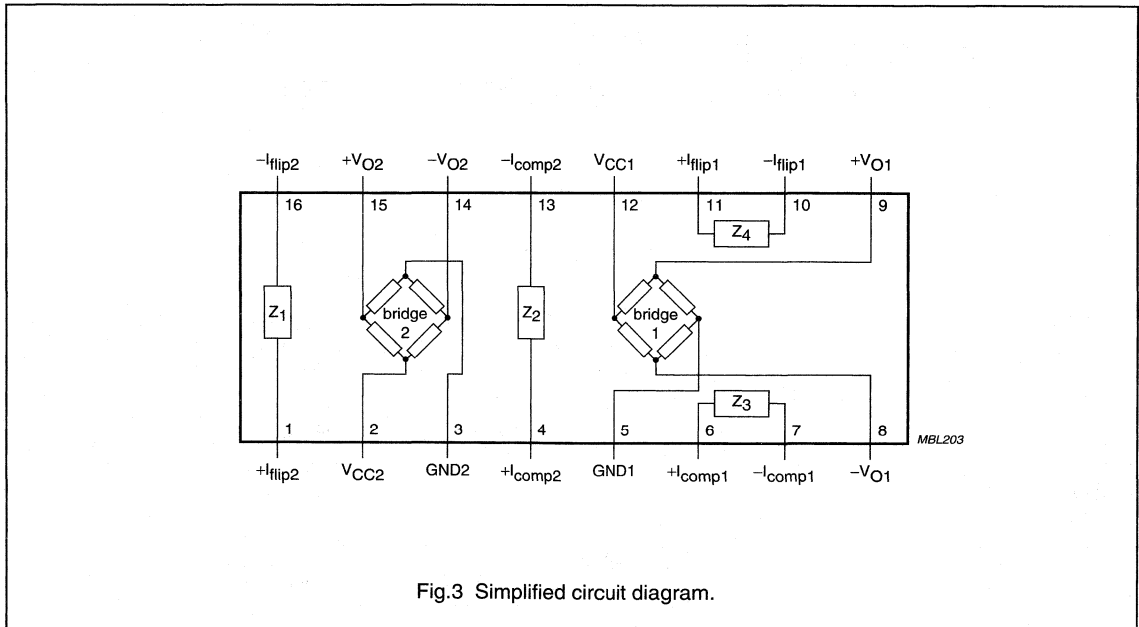 −Iflip2 +VO2 −VO2 −Icomp2 VCC1 +Iflip1 −Iflip1 +VO1
16 15 14 13 12 11 10 9
Z4
Z1 bridge 2 Z2 bridge 1
Z3
1 2 3 4 5 6 7 8
MBL203
+Iflip2 VCC2 GND2 +Icomp2 GND1 +Icomp1 −Icomp1 −VO1
Fig.3 Simplified circuit diagram.